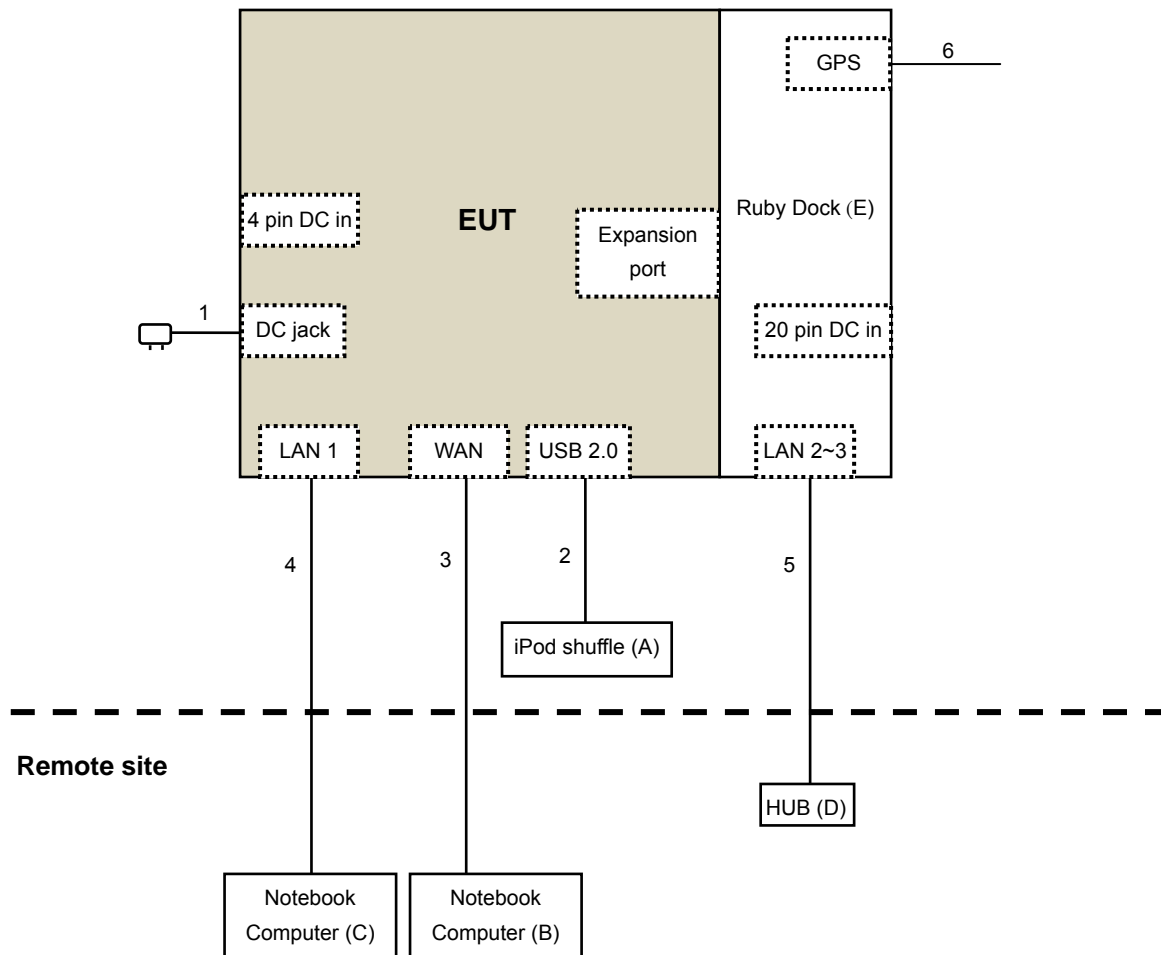 GPS
6
4 pin DC in
EUT
Expansion
port
Ruby Dock (E)
1
DC jack
20 pin DC in
LAN 1
WAN
USB 2.0
LAN 2~3
4
3
2
5
iPod shuffle (A)
Remote site
HUB (D)
Notebook
Computer (C)
Notebook
Computer (B)